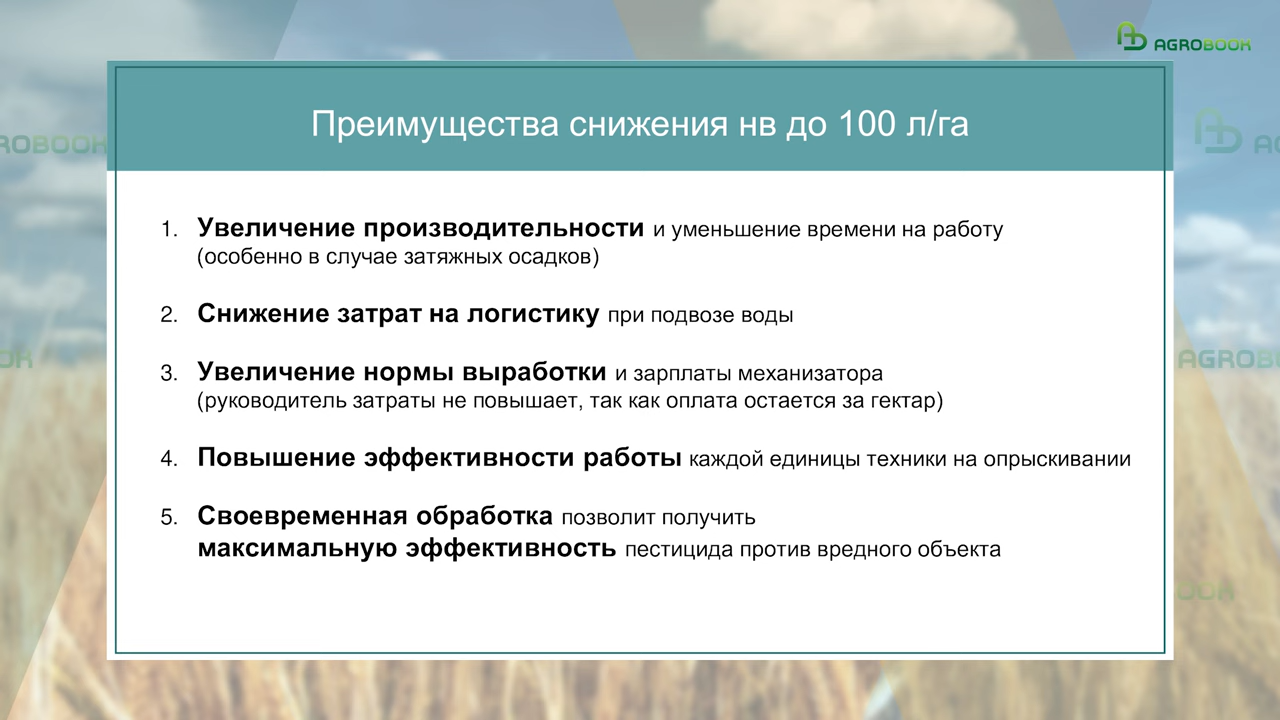 AGROBOOK
Преимущества снижения нв до 100 л/га
ROBOOK
1. Увеличение производительности и уменьшение времени на работу
(особенно в случае затяжных осадков)
2. Снижение затрат на логистику при подвозе воды
3. Увеличение нормы выработки и зарплаты механизатора
(руководитель затраты не повышает, так как оплата остается за гектар)
4. Повышение эффективности работы каждой единицы техники на опрыскивании
5. Своевременная обработка позволит получить
максимальную эффективность пестицида против вредного объекта